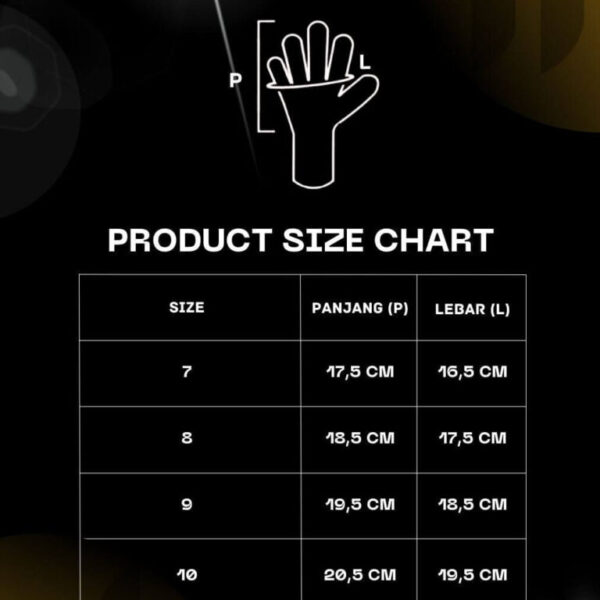 P
L
PRODUCT SIZE CHART
SIZE PANJANG (P) LEBAR (L)
7 17,5 CM 16,5 CM
8 18,5 CM 17,5 CM
9 19,5 CM 18,5 CM
10 20,5 CM 19,5 CM